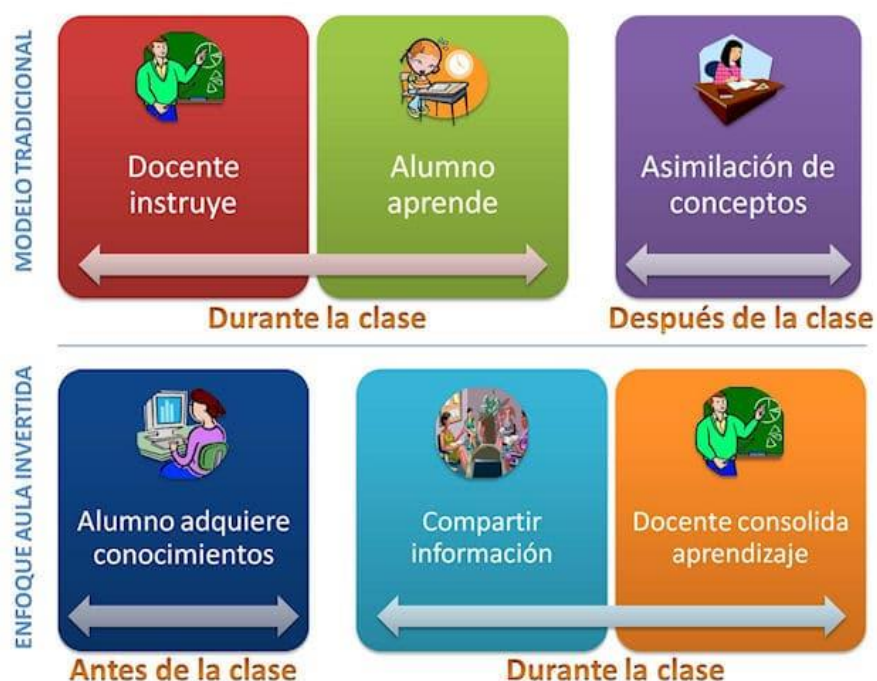 MODELO TRADICIONAL
Docente
instruye
Alumno
aprende
Asimilación de
conceptos
Durante la clase
Después de la clase
ENFOQUE AULA INVERTIDA
Alumno adquiere
conocimientos
Compartir
información
Docente consolida
aprendizaje
Antes de la clase
Durante la clase